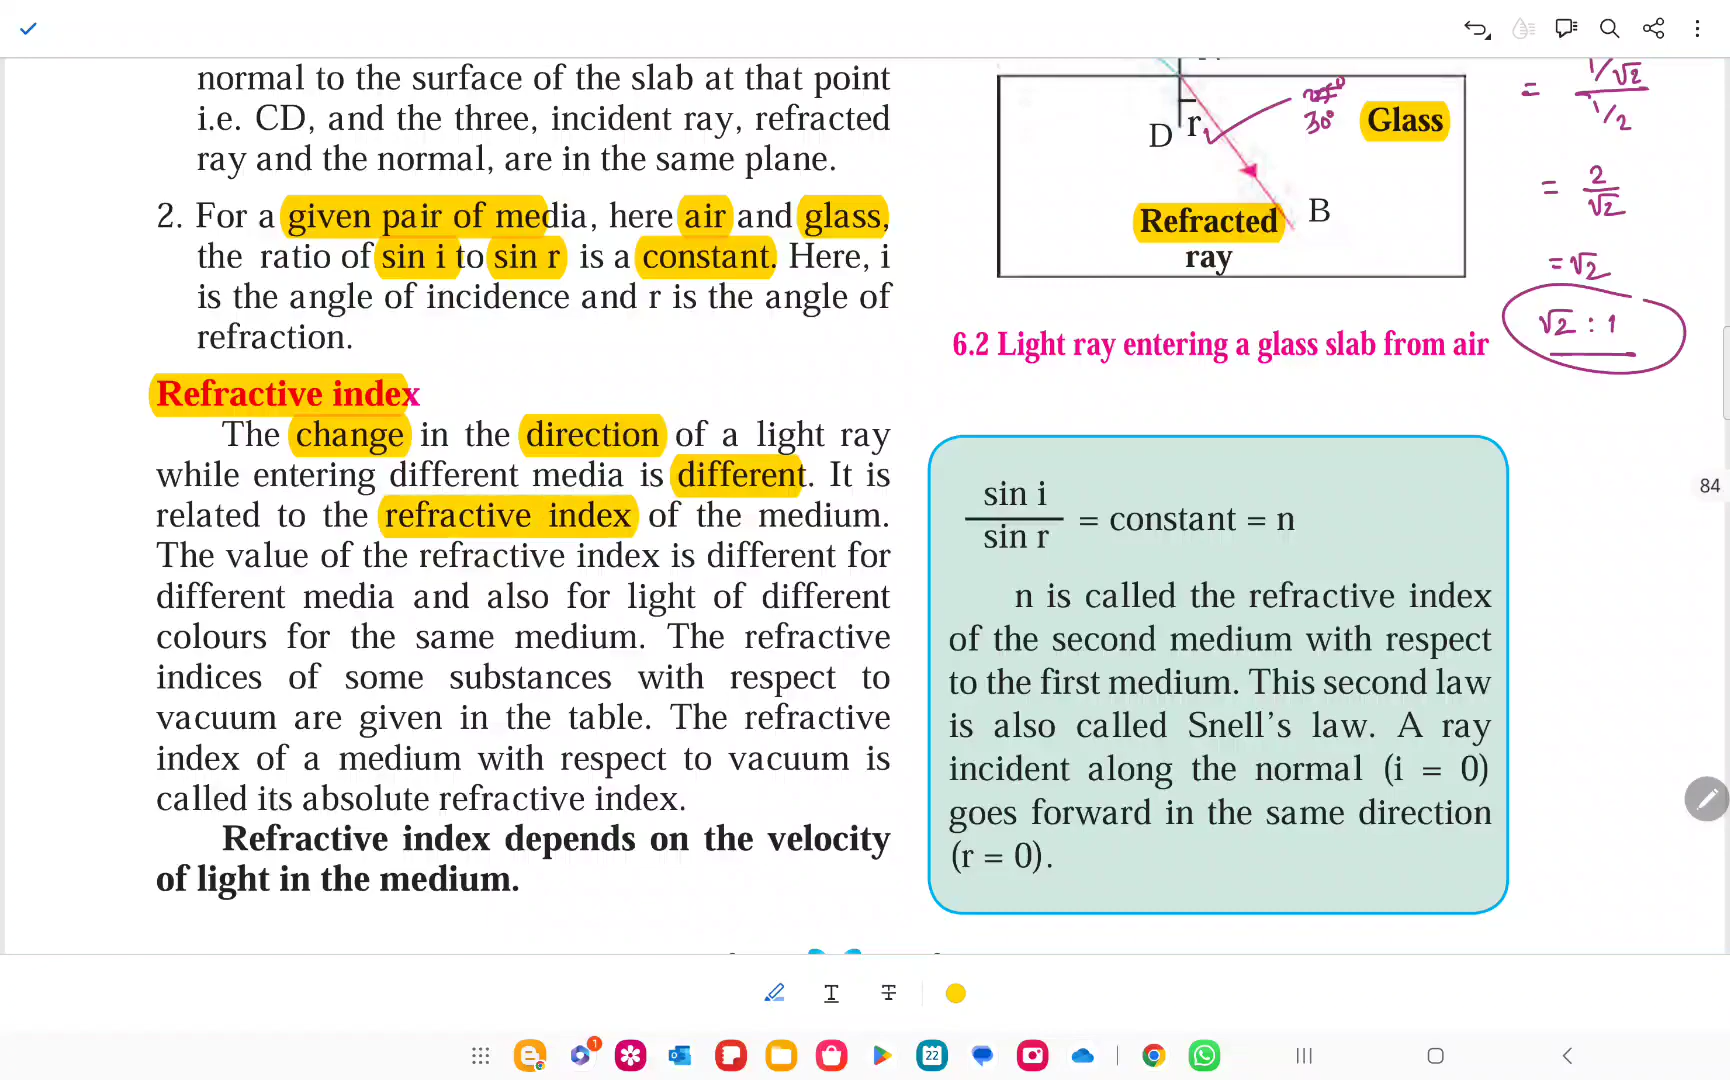 normal to the surface of the slab at that point
i.e. CD, and the three, incident ray, refracted
ray and the normal, are in the same plane.
2. For a given pair of media, here air and glass,
the ratio of sin i to sin r is a constant. Here, i
is the angle of incidence and r is the angle of
refraction.
Refractive index
The change in the direction of a light ray
while entering different media is different. It is
related to the refractive index of the medium.
The value of the refractive index is different for
different media and also for light of different
colours for the same medium. The refractive
indices of some substances with respect to
vacuum are given in the table. The refractive
index of a medium with respect to vacuum is
called its absolute refractive index.
Refractive index depends on the velocity
of light in the medium.
D r
30°
Glass
B
Refracted
ray
6.2 Light ray entering a glass slab from air
= 1/√2
1/2
= 2
√2
= √2
√2 : 1
sin i
sin r = constant = n
n is called the refractive index
of the second medium with respect
to the first medium. This second law
is also called Snell's law. A ray
incident along the normal (i = 0)
goes forward in the same direction
(r = 0).
84
T T
1
22